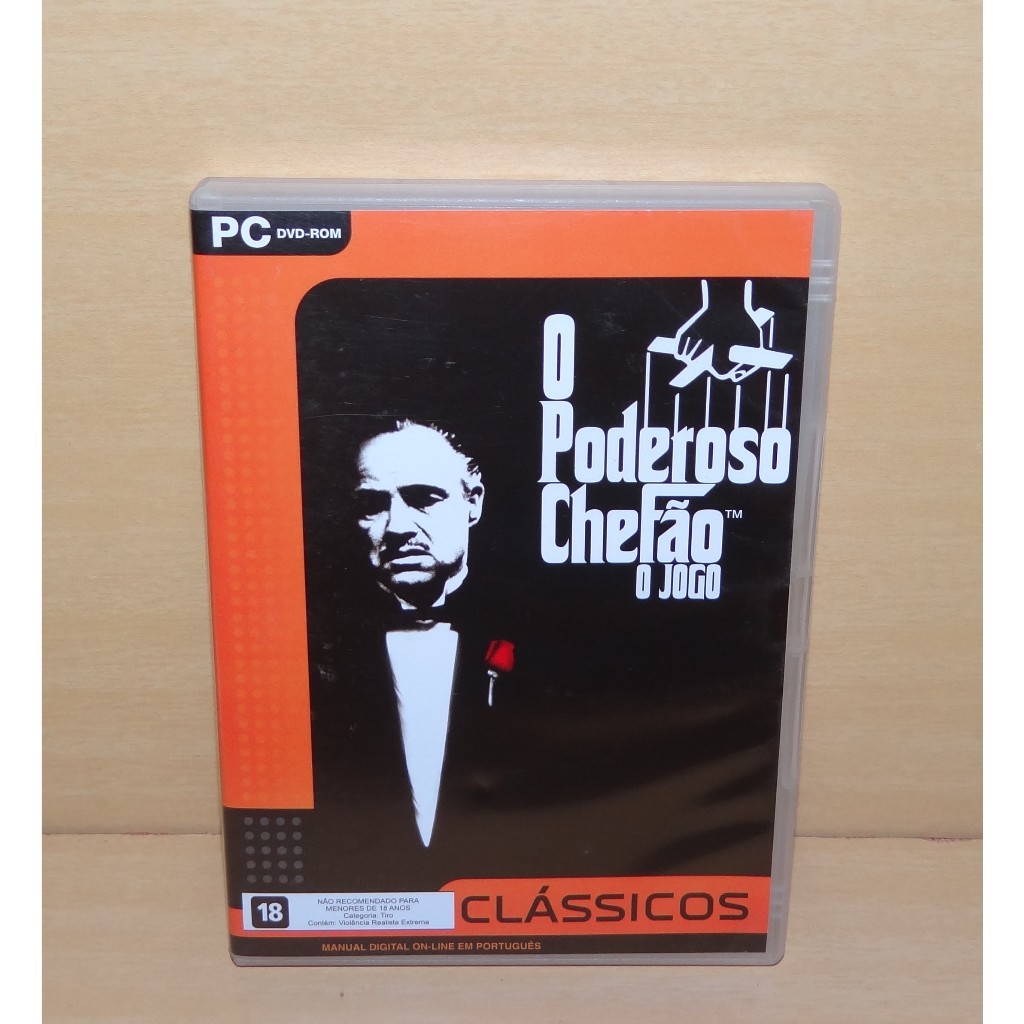 PC DVD-ROM
O
Poderoso
Chefão™
O JOGO
18
NÃO RECOMENDADO PARA
MENORES DE 18 ANOS
Categoria: Tiro
Contém: Violência Realista Extrema
CLÁSSICOS
MANUAL DIGITAL ON-LINE EM PORTUGUÊS